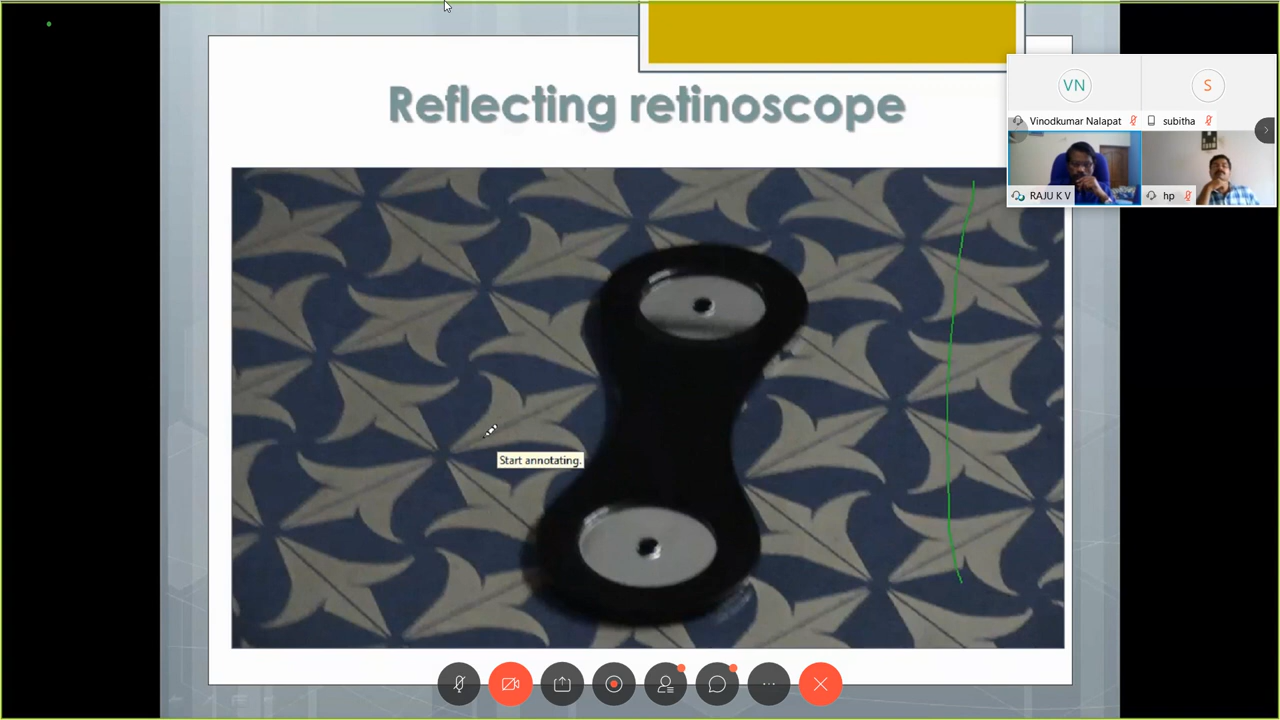 Reflecting retinoscope
VN
S
Vinodkumar Nalapat
subitha
RAJU K V
hp
Start annotating.